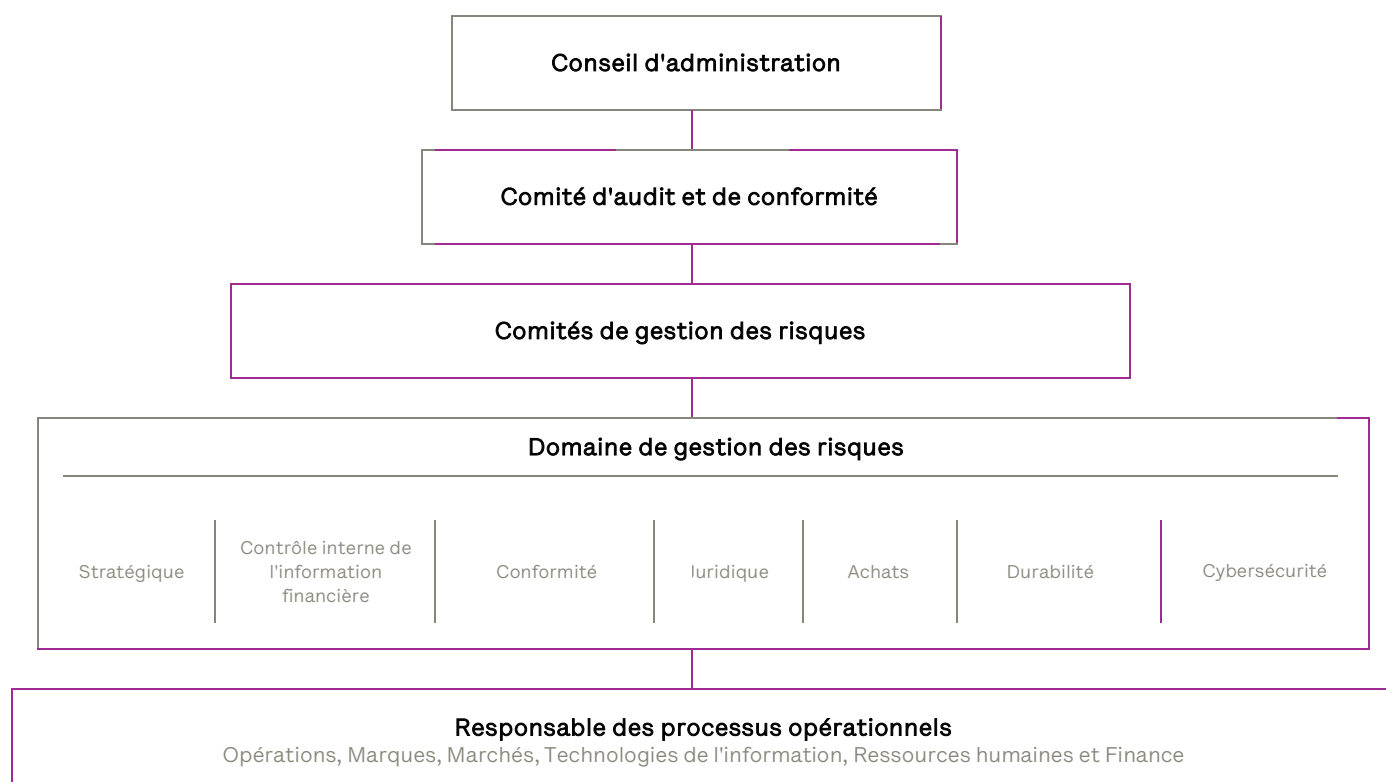 Conseil d'administration
Comité d'audit et de conformité
Comités de gestion des risques
Domaine de gestion des risques
Stratégique
Contrôle interne de
l'information
financière
Conformité
Juridique
Achats
Durabilité
Cybersécurité
Responsable des processus opérationnels
Opérations, Marques, Marchés, Technologies de l'information, Ressources humaines et Finance